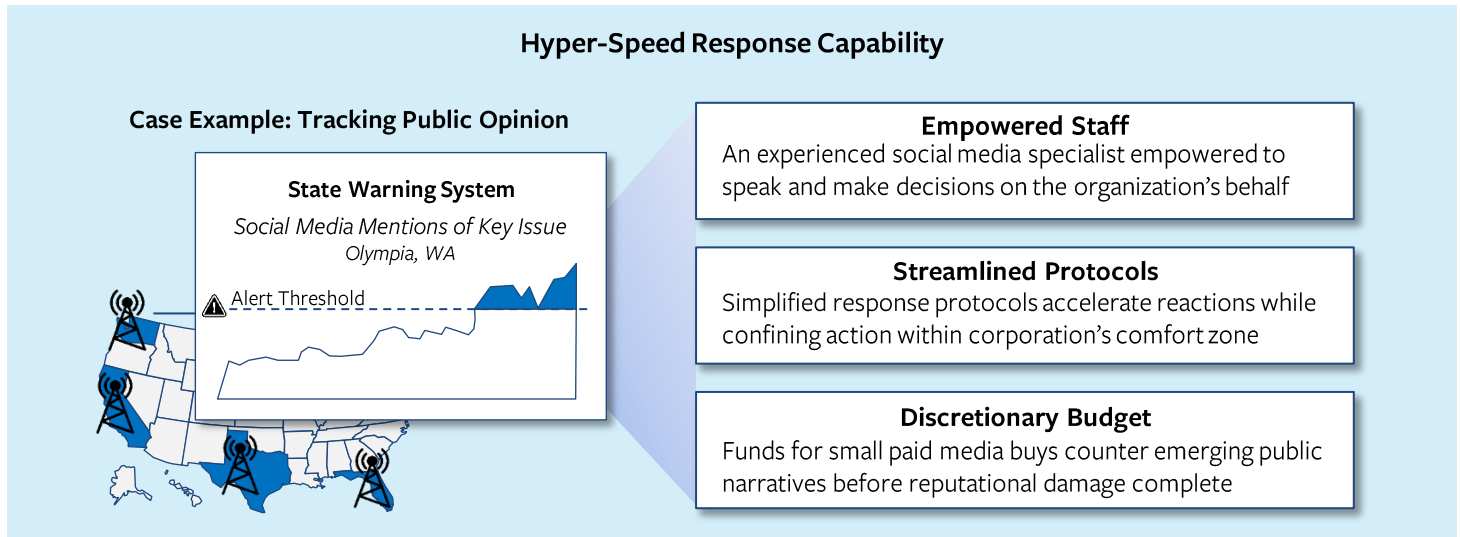 Hyper-Speed Response Capability
Case Example: Tracking Public Opinion
State Warning System
Social Media Mentions of Key Issue
Olympia, WA
Alert Threshold
Empowered Staff
An experienced social media specialist empowered to
speak and make decisions on the organization's behalf
Streamlined Protocols
Simplified response protocols accelerate reactions while
confining action within corporation's comfort zone
Discretionary Budget
Funds for small paid media buys counter emerging public
narratives before reputational damage complete